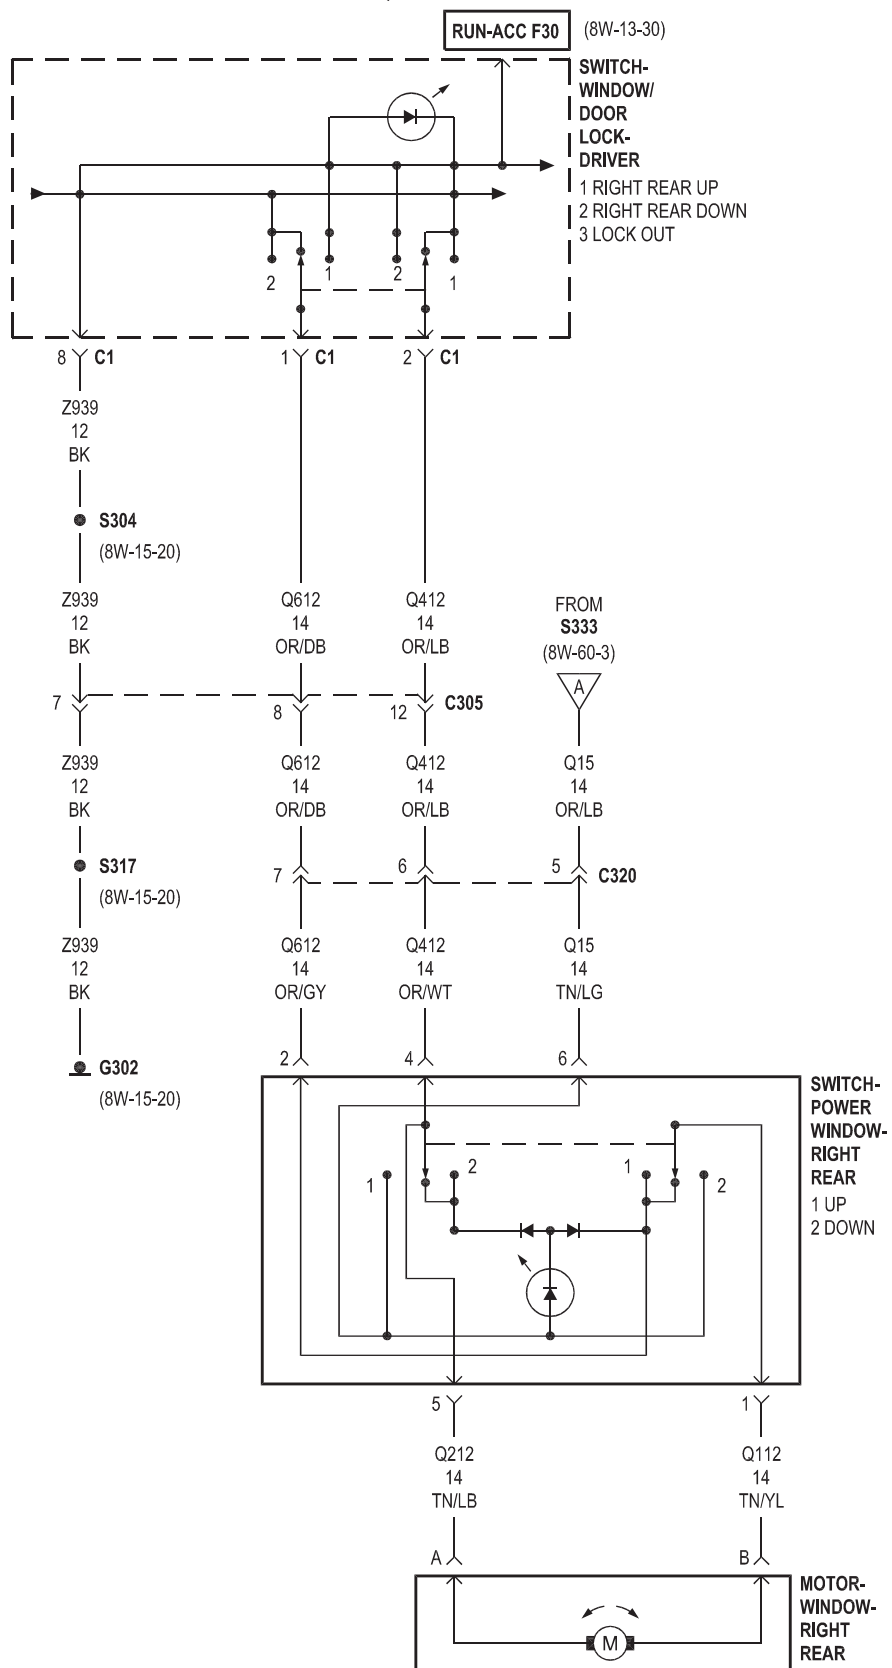 RUN-ACC F30 (8W-13-30)
SWITCH-
WINDOW/
DOOR
LOCK-
DRIVER
1 RIGHT REAR UP
2 RIGHT REAR DOWN
3 LOCK OUT
2 1 2 1
8 C1 1 C1 2 C1
Z939
12
BK
S304
(8W-15-20)
Z939 Q612 Q412
12 14 14
BK OR/DB OR/LB
FROM
S333
(8W-60-3)
A
7 8 12 C305
Z939 Q612 Q412 Q15
12 14 14 14
BK OR/DB OR/LB OR/LB
S317
(8W-15-20)
7 6 5 C320
Z939 Q612 Q412 Q15
12 14 14 14
BK OR/GY OR/WT TN/LG
G302
(8W-15-20)
2 4 6
SWITCH-
POWER
WINDOW-
RIGHT
REAR
1 UP
2 DOWN
1 2 1 2
5 1
Q212 Q112
14 14
TN/LB TN/YL
A B
MOTOR-
WINDOW-
RIGHT
REAR
M